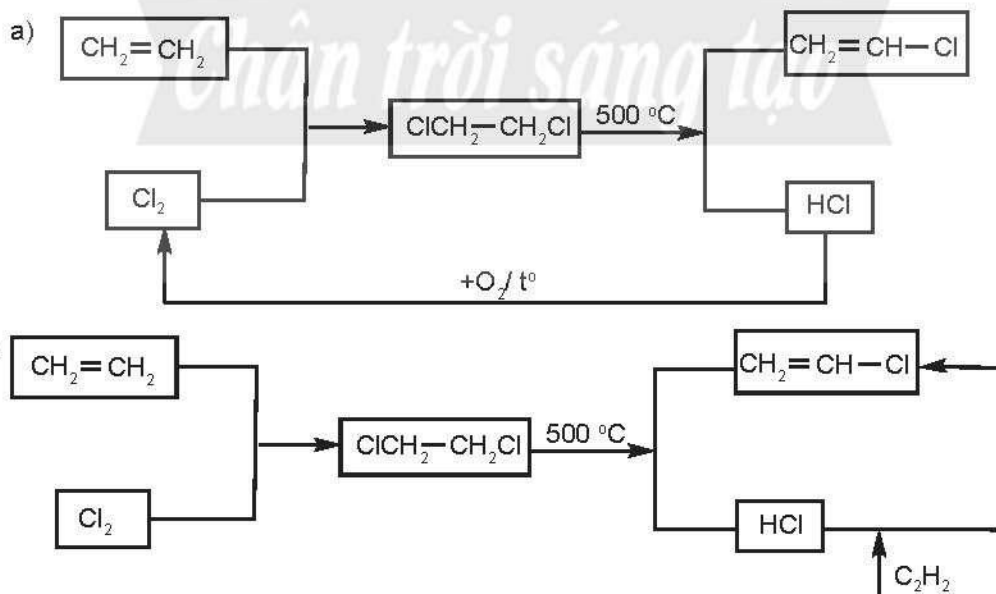 Chân trời sáng tạo
a)
CH₂=CH₂
CH₂=CH—Cl
ClCH₂—CH₂Cl
500 °C
Cl₂
HCl
+O₂/ t°
CH₂=CH₂
CH₂=CH—Cl
ClCH₂—CH₂Cl
500 °C
Cl₂
HCl
C₂H₂